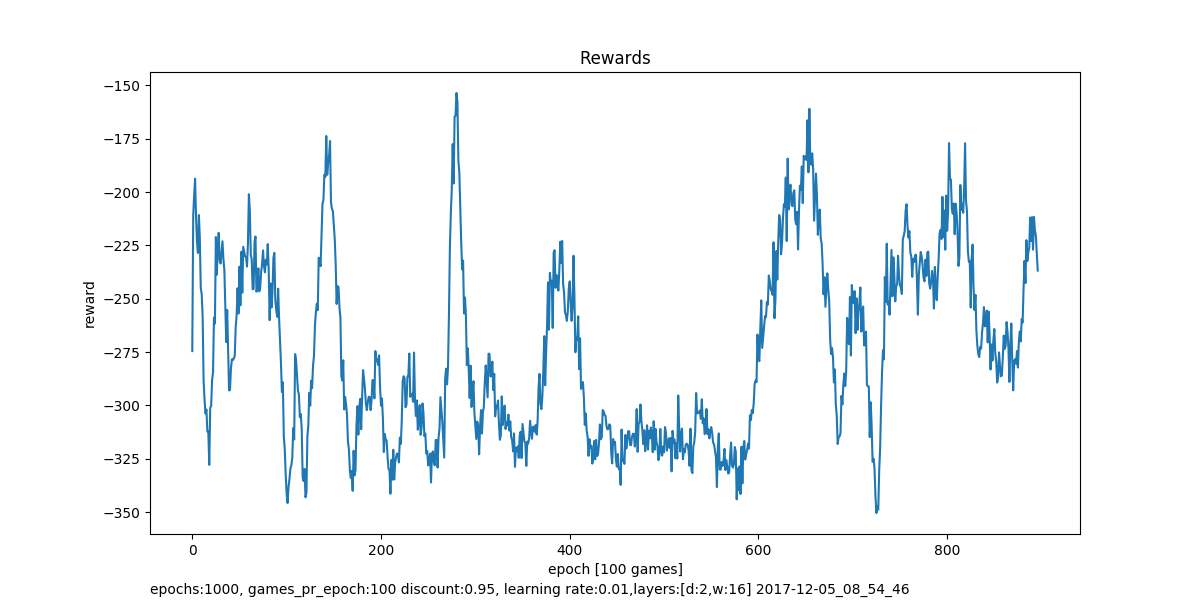 Rewards
−150
−175
−200
−225
−250
−275
−300
−325
−350
reward
0 200 400 600 800
epoch [100 games]
epochs:1000, games_pr_epoch:100 discount:0.95, learning rate:0.01,layers:[d:2,w:16] 2017-12-05_08_54_46